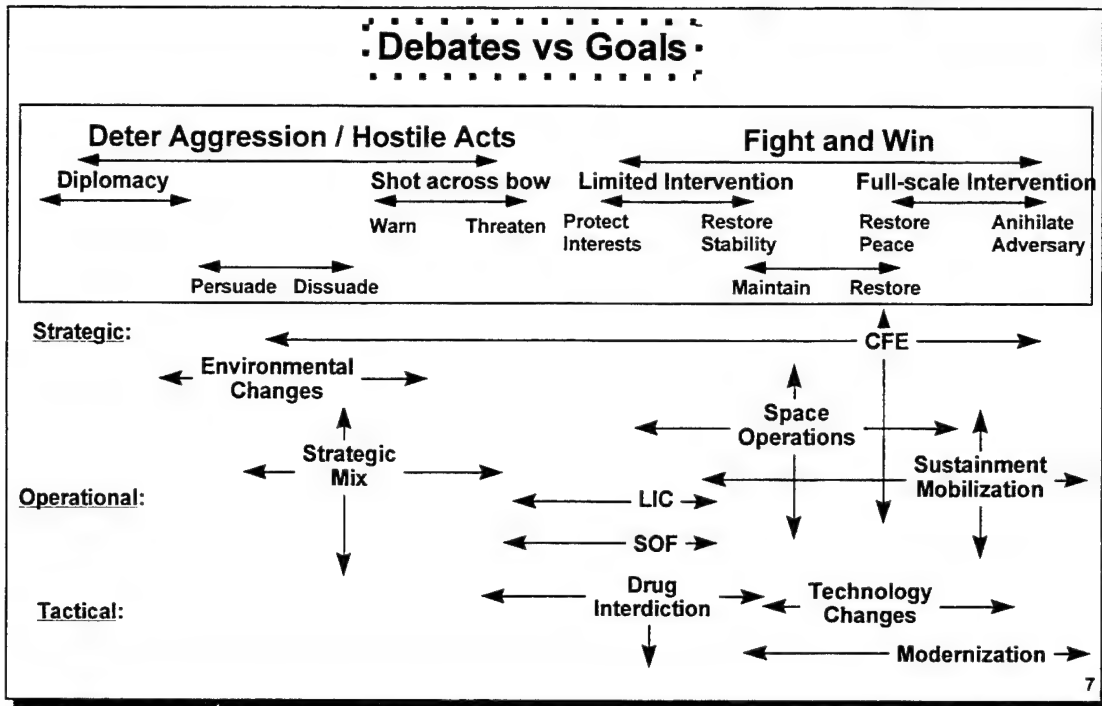 Debates vs Goals
Deter Aggression / Hostile Acts
Fight and Win
Diplomacy
Shot across bow
Limited Intervention
Full-scale Intervention
Warn
Threaten
Protect
Interests
Restore
Stability
Restore
Peace
Anihilate
Adversary
Persuade
Dissuade
Maintain
Restore
Strategic:
CFE
Environmental
Changes
Space
Operations
Strategic
Mix
Sustainment
Mobilization
Operational:
LIC
SOF
Drug
Interdiction
Technology
Changes
Tactical:
Modernization
7